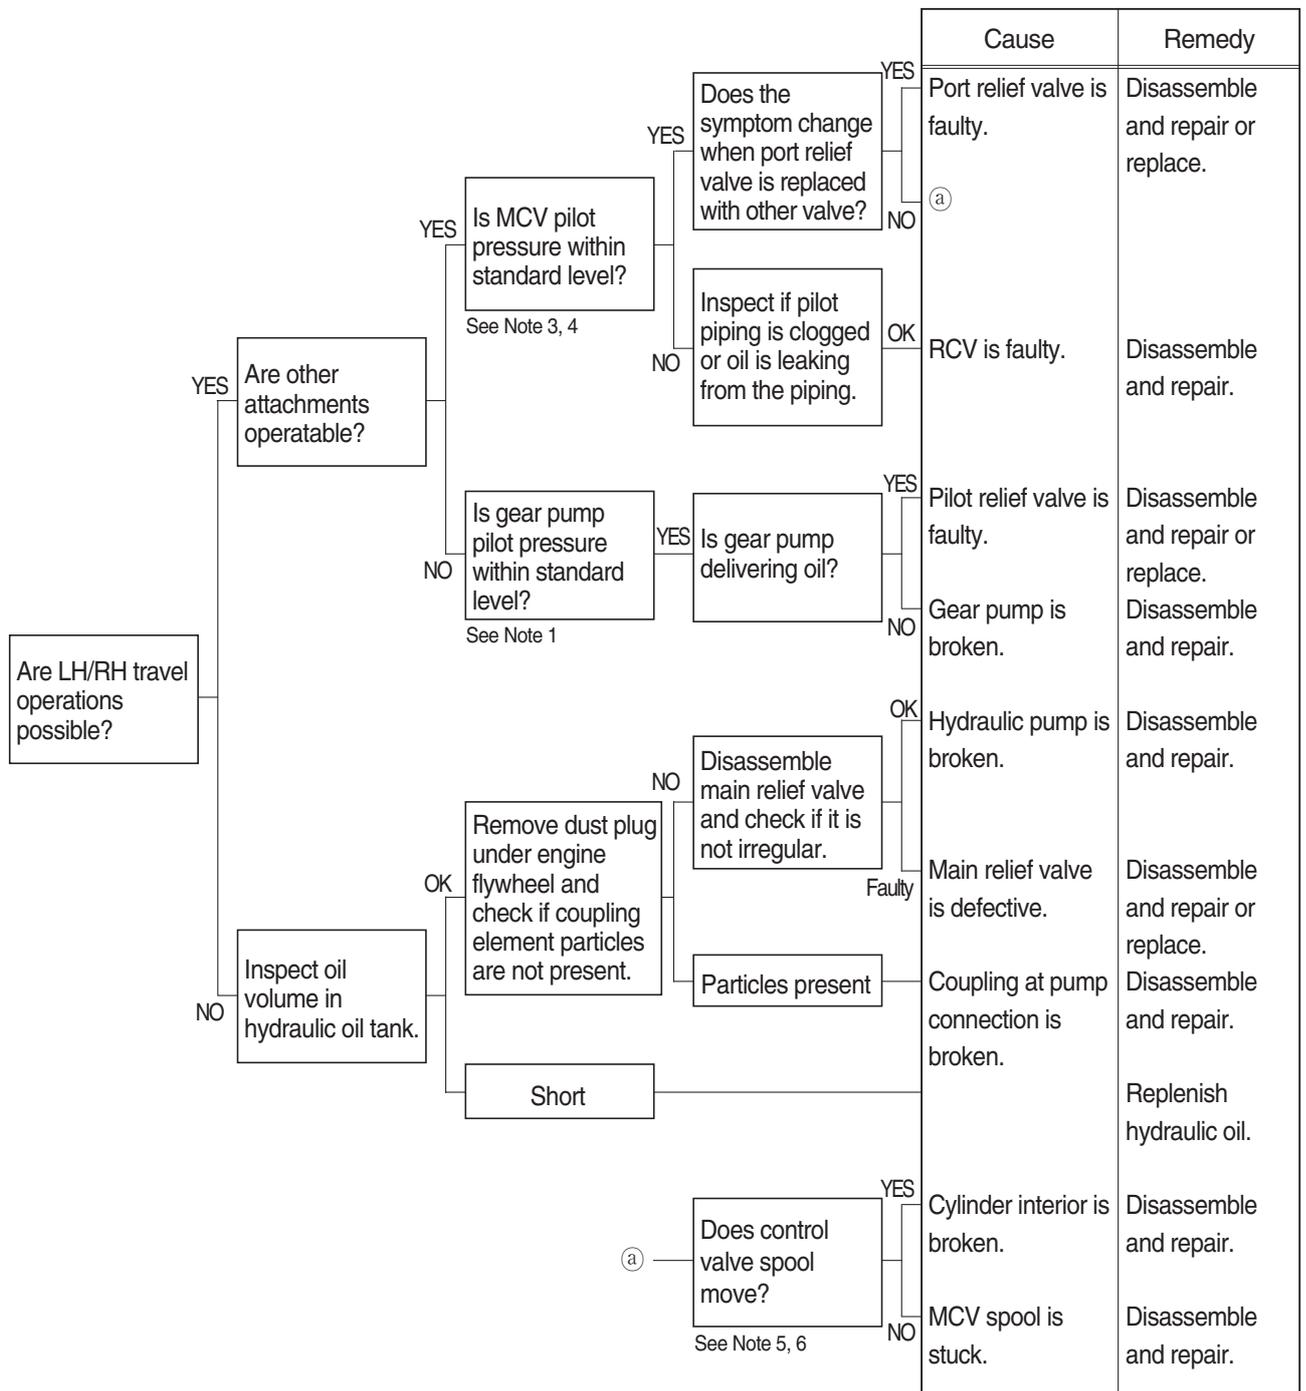 Cause
Remedy
YES
Does the
symptom change
when port relief
valve is replaced
with other valve?
YES
Port relief valve is
faulty.
Disassemble
and repair or
replace.
NO
ⓐ
YES
Is MCV pilot
pressure within
standard level?
See Note 3, 4
NO
Inspect if pilot
piping is clogged
or oil is leaking
from the piping.
OK
RCV is faulty.
Disassemble
and repair.
YES
Are other
attachments
operatable?
NO
Is gear pump
pilot pressure
within standard
level?
See Note 1
YES
Is gear pump
delivering oil?
YES
Pilot relief valve is
faulty.
Disassemble
and repair or
replace.
NO
Gear pump is
broken.
Disassemble
and repair.
Are LH/RH travel
operations
possible?
NO
Inspect oil
volume in
hydraulic oil tank.
OK
Remove dust plug
under engine
flywheel and
check if coupling
element particles
are not present.
NO
Disassemble
main relief valve
and check if it is
not irregular.
OK
Hydraulic pump is
broken.
Disassemble
and repair.
Faulty
Main relief valve
is defective.
Disassemble
and repair or
replace.
Particles present
Coupling at pump
connection is
broken.
Disassemble
and repair.
Short
Replenish
hydraulic oil.
ⓐ
Does control
valve spool
move?
See Note 5, 6
YES
Cylinder interior is
broken.
Disassemble
and repair.
NO
MCV spool is
stuck.
Disassemble
and repair.